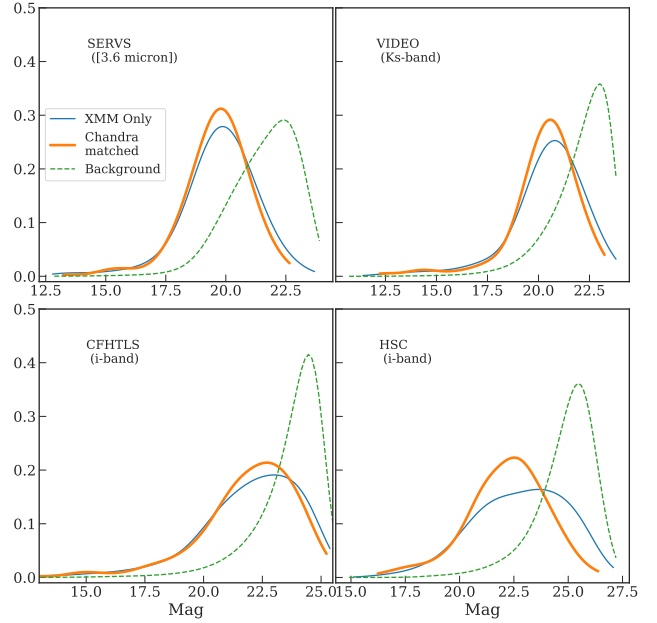 0.5
0.4
0.3
0.2
0.1
0.0
SERVS
([3.6 micron])
XMM Only
Chandra
matched
Background
12.5
15.0
17.5
20.0
22.5
VIDEO
(Ks-band)
12.5
15.0
17.5
20.0
22.5
0.5
0.4
0.3
0.2
0.1
0.0
CFHTLS
(i-band)
15.0
17.5
20.0
22.5
25.0
Mag
HSC
(i-band)
15.0
17.5
20.0
22.5
25.0
27.5
Mag